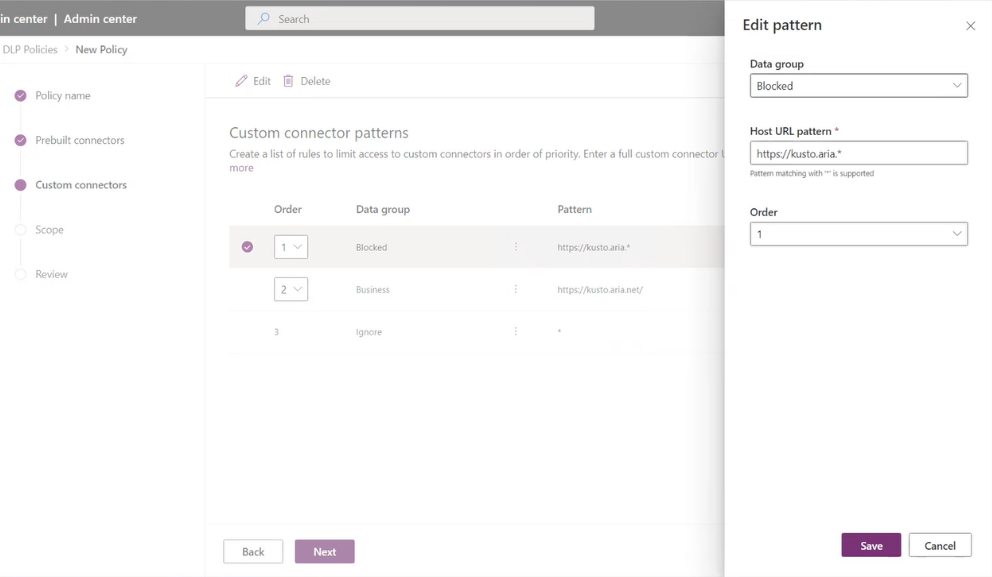 in center | Admin center
Search
DLP Policies > New Policy
Policy name
Prebuilt connectors
Custom connectors
Scope
Review
Edit Delete
Custom connector patterns
Create a list of rules to limit access to custom connectors in order of priority. Enter a full custom connector
more
Order Data group Pattern
1 Blocked https://kusto.aria.*
2 Business https://kusto.aria.net/
3 Ignore *
Back Next
Edit pattern
Data group
Blocked
Host URL pattern *
https://kusto.aria.*
Pattern matching with '*' is supported
Order
1
Save Cancel